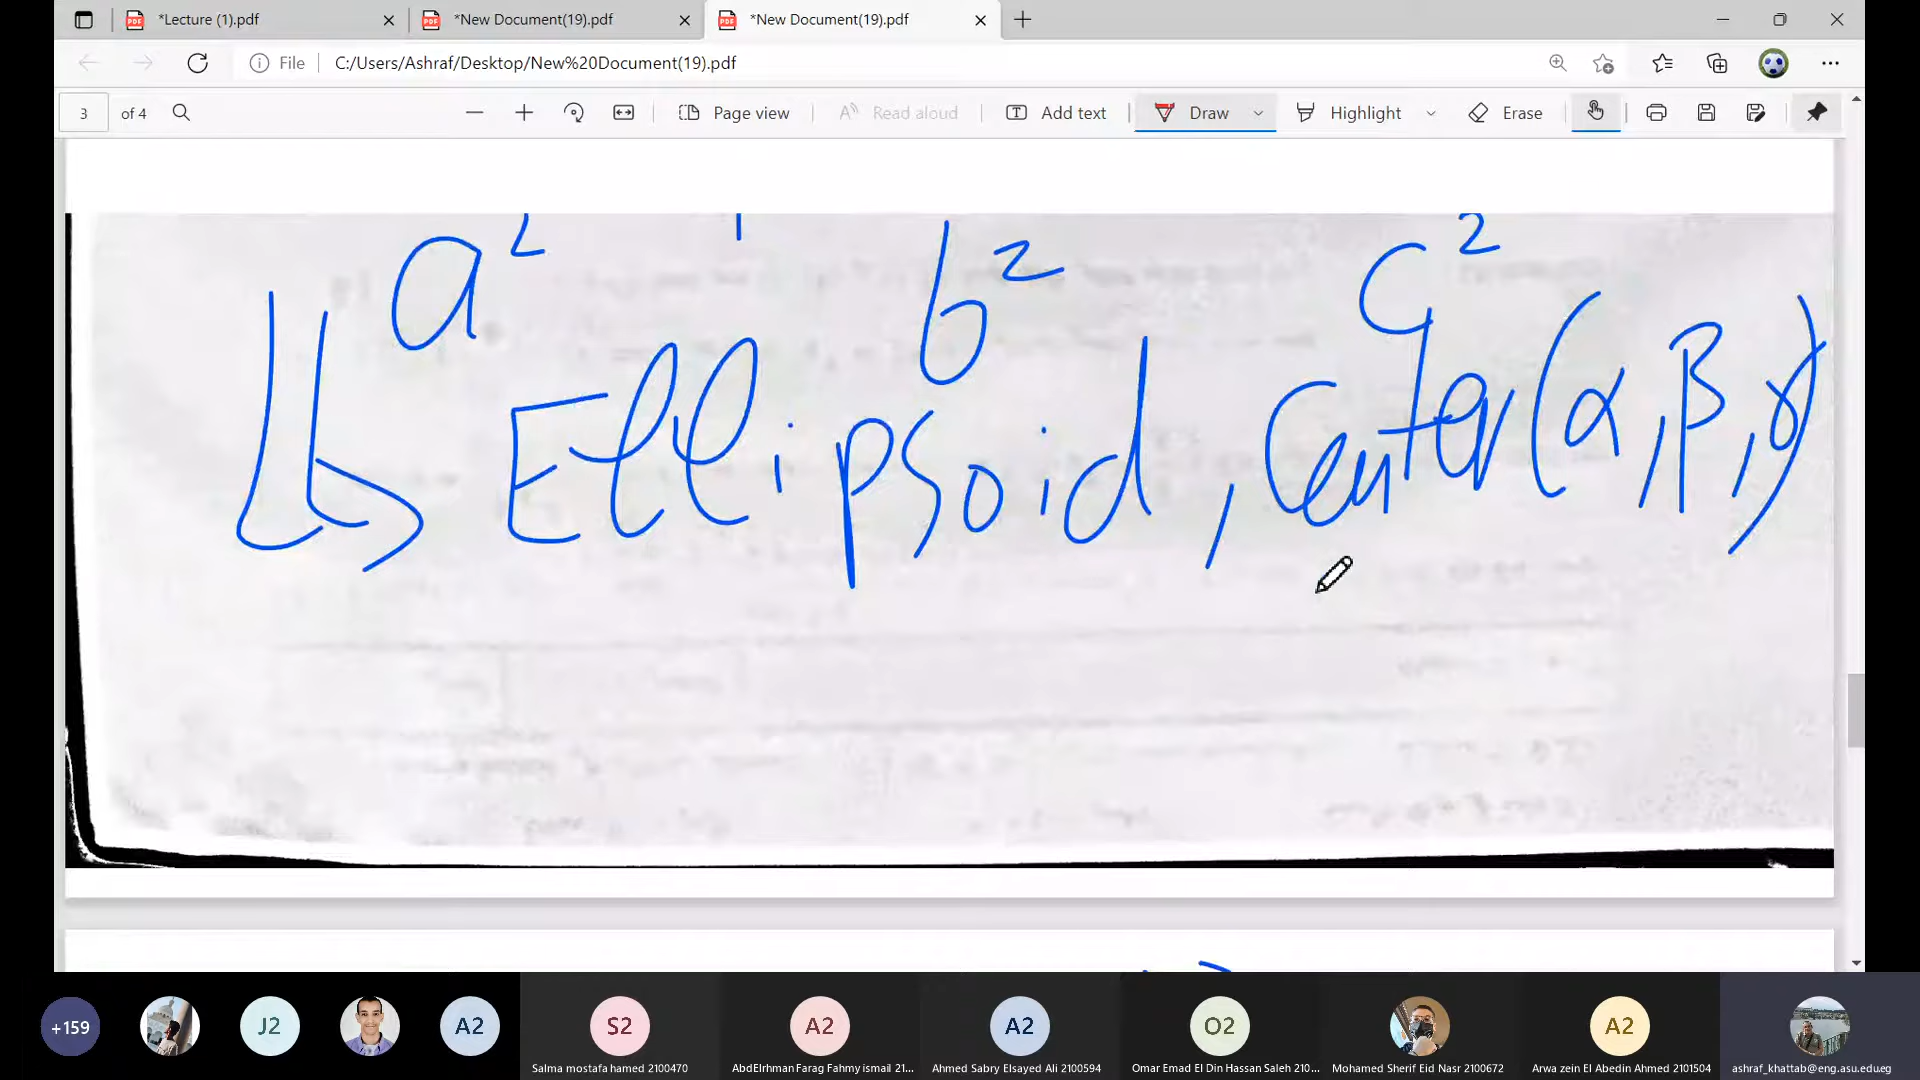 *Lecture (1).pdf *New Document(19).pdf *New Document(19).pdf
File C:/Users/Ashraf/Desktop/New%20Document(19).pdf
3 of 4 Page view Read aloud Add text Draw Highlight Erase
a² + b² c²
Ellipsoid, Center (α, β, γ)
+159 J2 A2 S2 A2 A2 O2 A2
Salma mostafa hamed 2100470 AbdElrhman Farag Fahmy ismail 21... Ahmed Sabry Elsayed Ali 2100594 Omar Emad El Din Hassan Saleh 210... Mohamed Sherif Eid Nasr 2100672 Arwa zein El Abedin Ahmed 2101504 ashraf_khattab@eng.asu.edu.eg